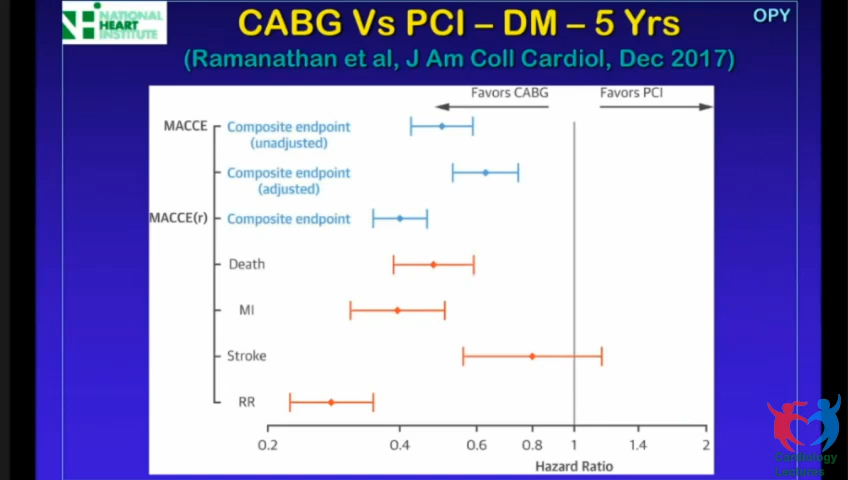 NATIONAL
HEART
INSTITUTE
CABG Vs PCI – DM – 5 Yrs
OPY
(Ramanathan et al, J Am Coll Cardiol, Dec 2017)
Favors CABG Favors PCI
MACCE Composite endpoint
(unadjusted)
Composite endpoint
(adjusted)
MACCE(r) Composite endpoint
Death
MI
Stroke
RR
0.2 0.4 0.6 0.8 1 1.4 2
Hazard Ratio
Cardiology
Lectures